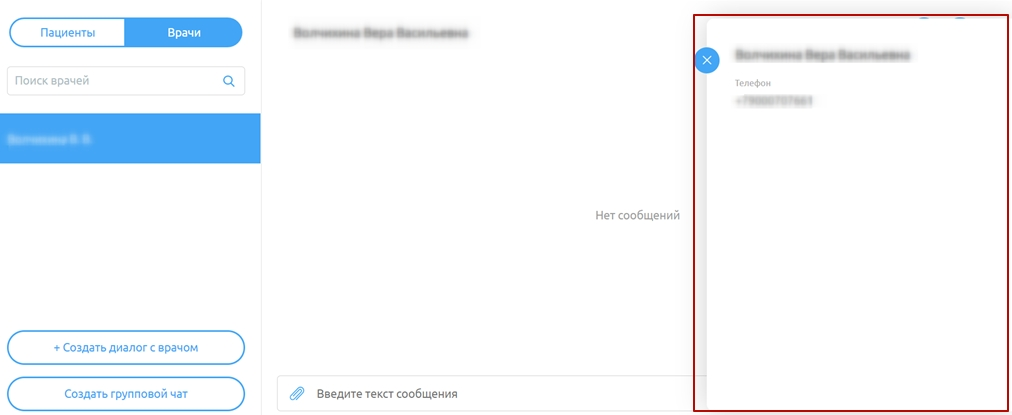 Пациенты
Врачи
Поиск врачей
+ Создать диалог с врачом
Создать групповой чат
Нет сообщений
Введите текст сообщения
Телефон